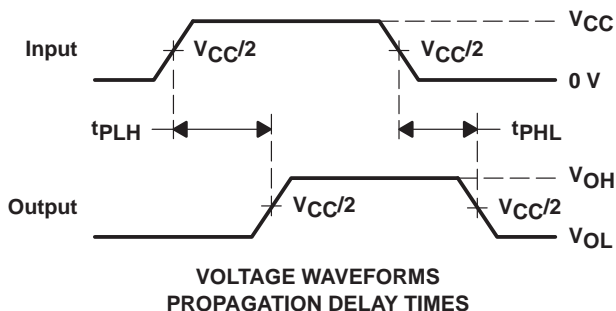 VCC
Input
VCC/2
VCC/2
0 V
tPLH
tPHL
VOH
Output
VCC/2
VCC/2
VOL
VOLTAGE WAVEFORMS
PROPAGATION DELAY TIMES